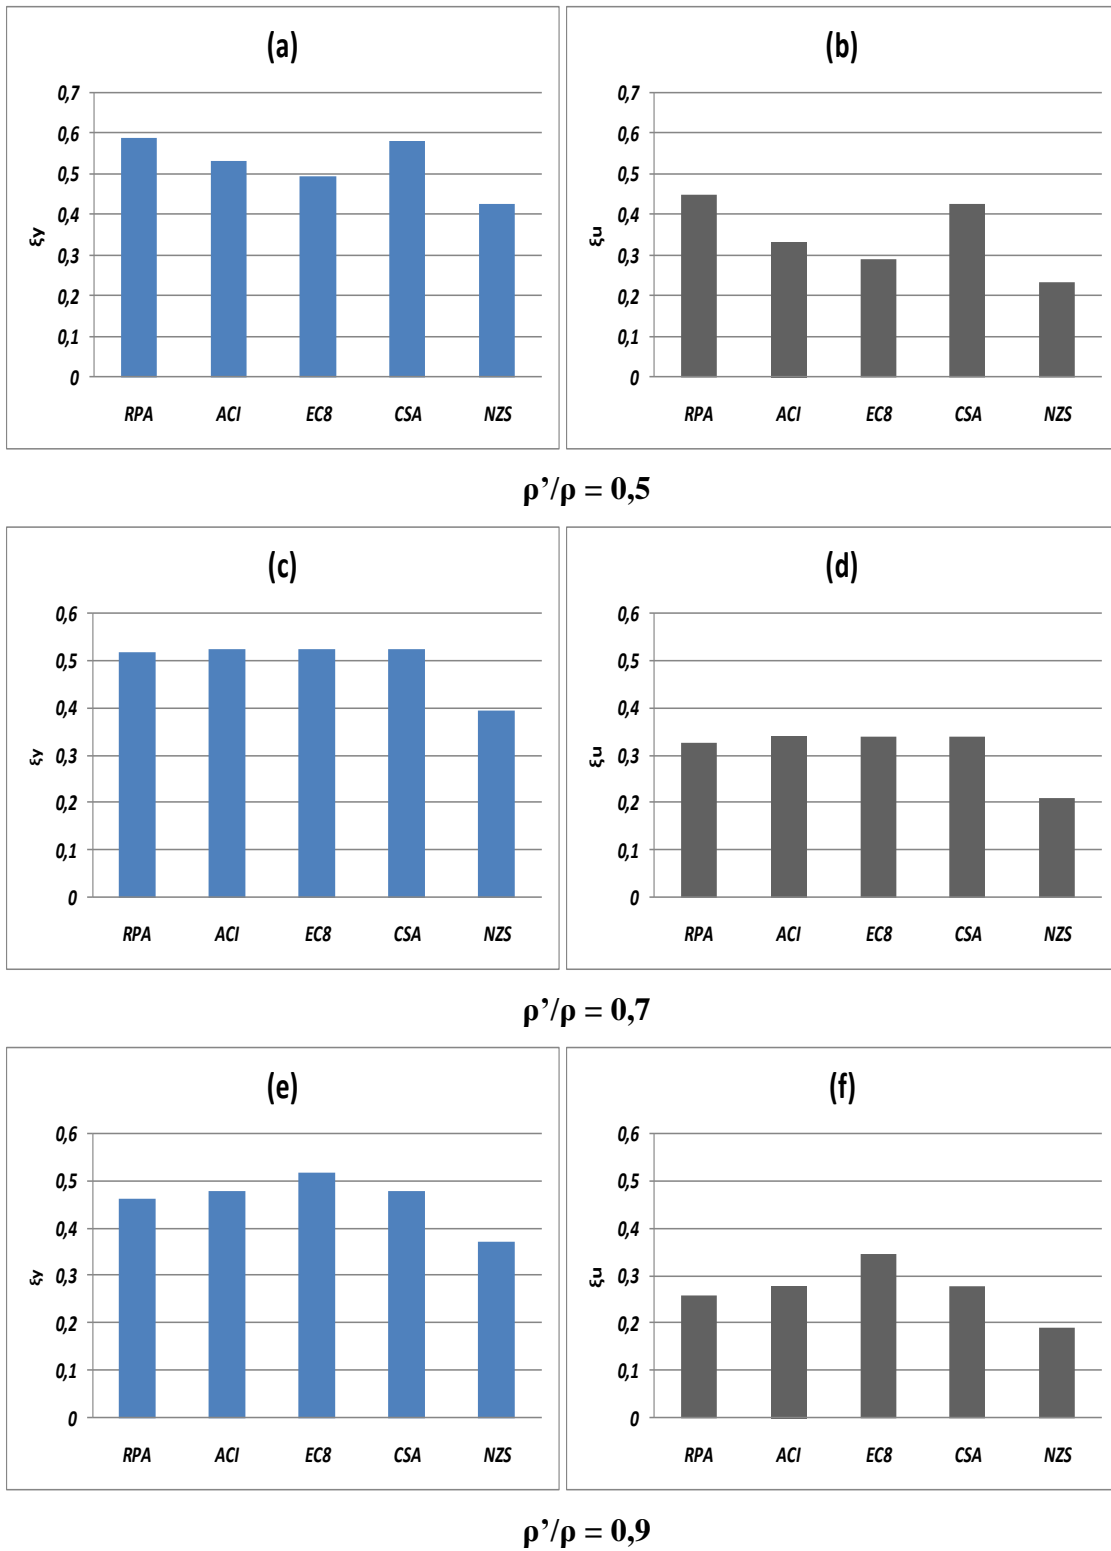 (a)
0,7
0,6
0,5
0,4
0,3
0,2
0,1
0
ξy
RPA ACI EC8 CSA NZS
(b)
0,7
0,6
0,5
0,4
0,3
0,2
0,1
0
ξu
RPA ACI EC8 CSA NZS
ρ’/ρ = 0,5
(c)
0,6
0,5
0,4
0,3
0,2
0,1
0
ξy
RPA ACI EC8 CSA NZS
(d)
0,6
0,5
0,4
0,3
0,2
0,1
0
ξu
RPA ACI EC8 CSA NZS
ρ’/ρ = 0,7
(e)
0,6
0,5
0,4
0,3
0,2
0,1
0
ξy
RPA ACI EC8 CSA NZS
(f)
0,6
0,5
0,4
0,3
0,2
0,1
0
ξu
RPA ACI EC8 CSA NZS
ρ’/ρ = 0,9